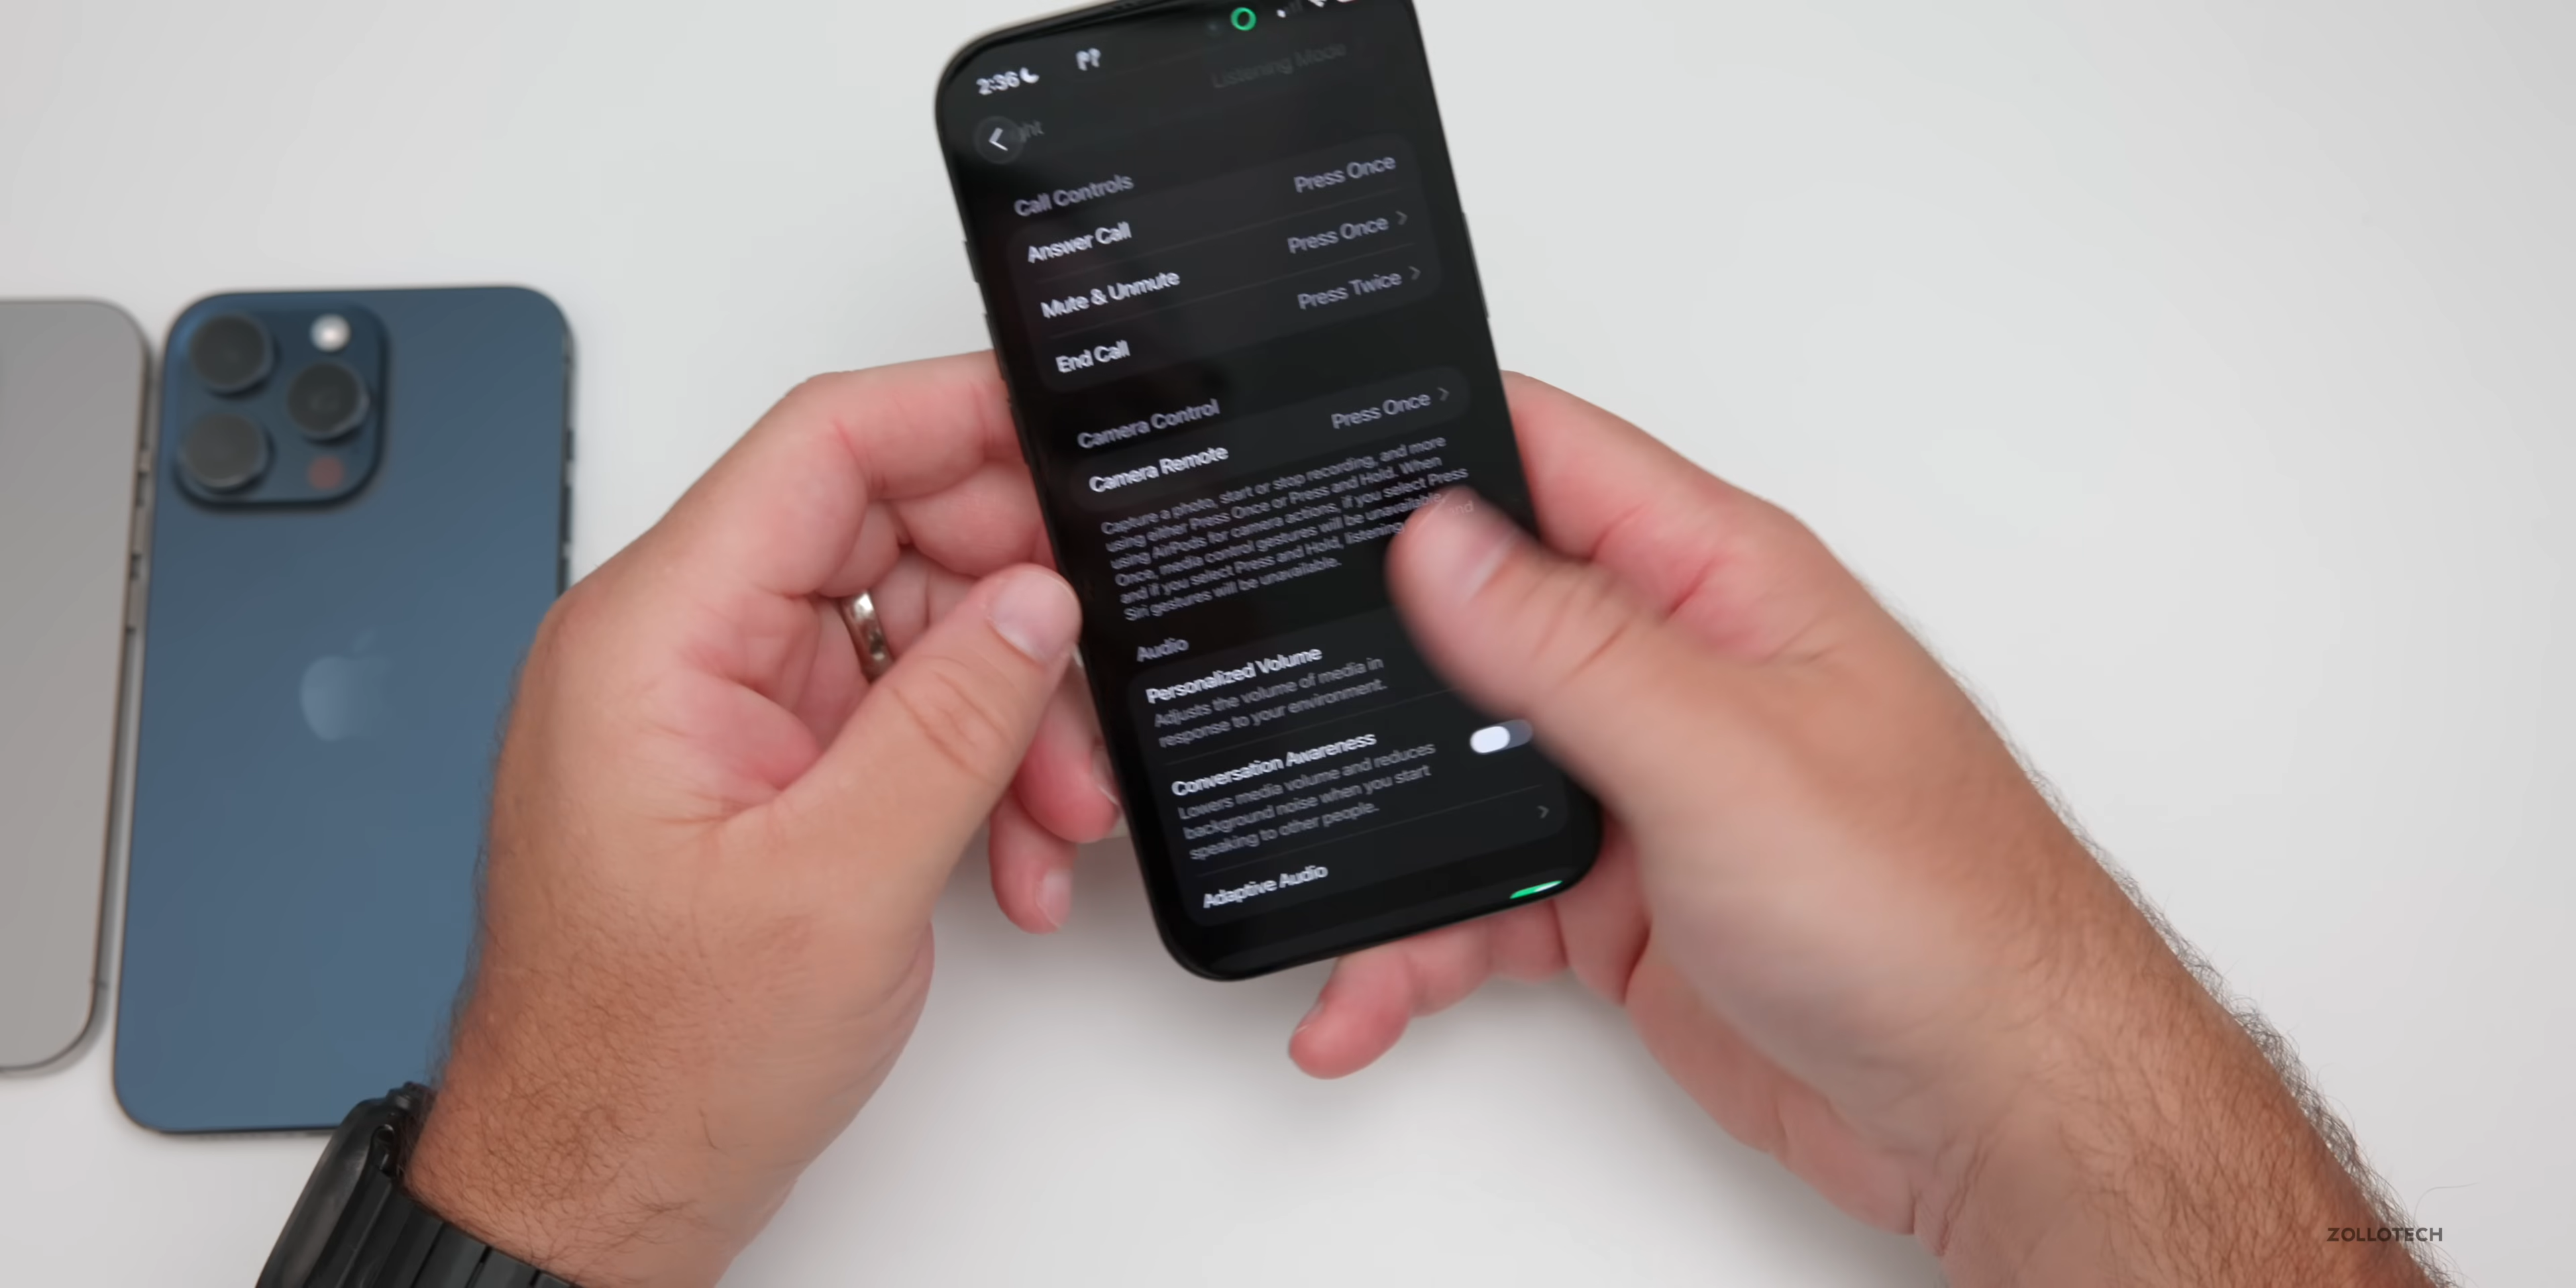 2:36
Listening Mode
ght
Call Controls
Answer Call Press Once
Mute & Unmute Press Once
End Call Press Twice
Camera Control
Camera Remote Press Once
Capture a photo, start or stop recording, and more
using either Press Once or Press and Hold. When
using AirPods for camera actions, if you select Press
Once, media control gestures will be unavailable,
and if you select Press and Hold, listening and
Siri gestures will be unavailable.
Audio
Personalized Volume
Adjusts the volume of media in
response to your environment.
Conversation Awareness
Lowers media volume and reduces
background noise when you start
speaking to other people.
Adaptive Audio
ZOLLOTECH